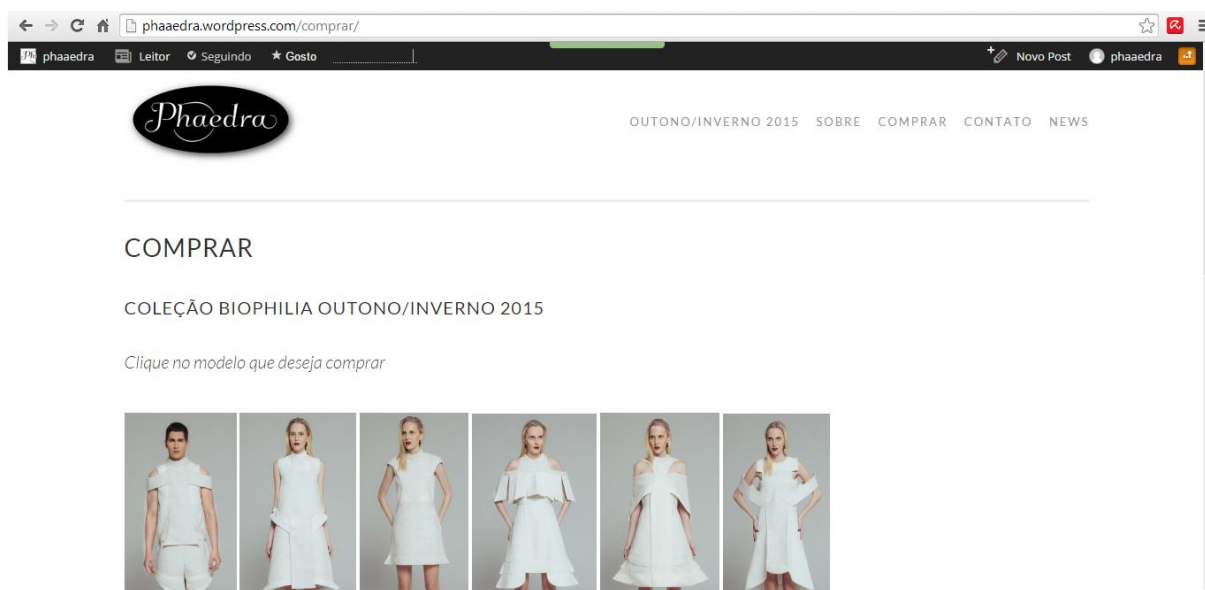 phaaedra.wordpress.com/comprar/
phaaedra Leitor Seguindo Gosto Novo Post phaaedra
Phaedra
OUTONO/INVERNO 2015 SOBRE COMPRAR CONTATO NEWS
COMPRAR
COLEÇÃO BIOPHILIA OUTONO/INVERNO 2015
Clique no modelo que deseja comprar